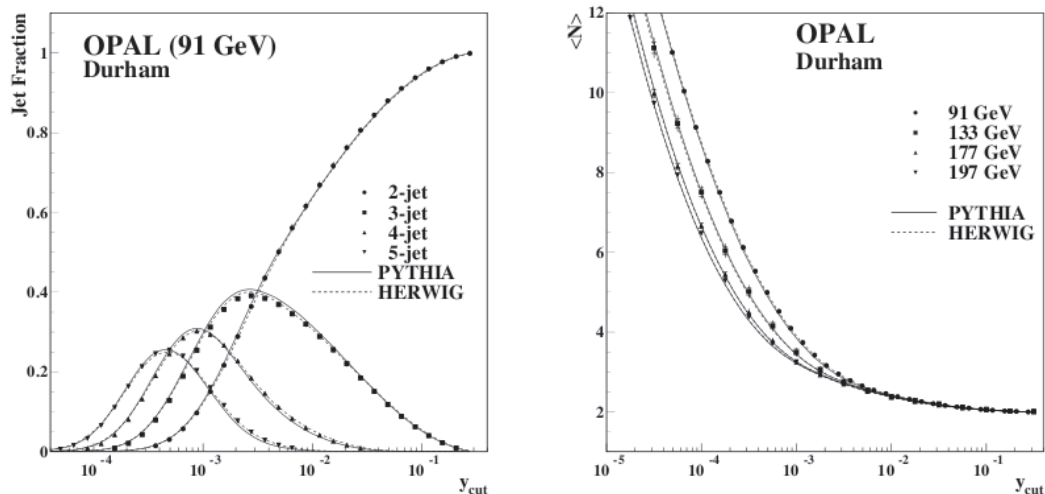 OPAL (91 GeV)
Durham
Jet Fraction
1
0.8
0.6
0.4
0.2
0
2-jet
3-jet
4-jet
5-jet
PYTHIA
HERWIG
10-4
10-3
10-2
10-1
ycut
OPAL
Durham
<N>
12
10
8
6
4
2
91 GeV
133 GeV
177 GeV
197 GeV
PYTHIA
HERWIG
10-5
10-4
10-3
10-2
10-1
ycut